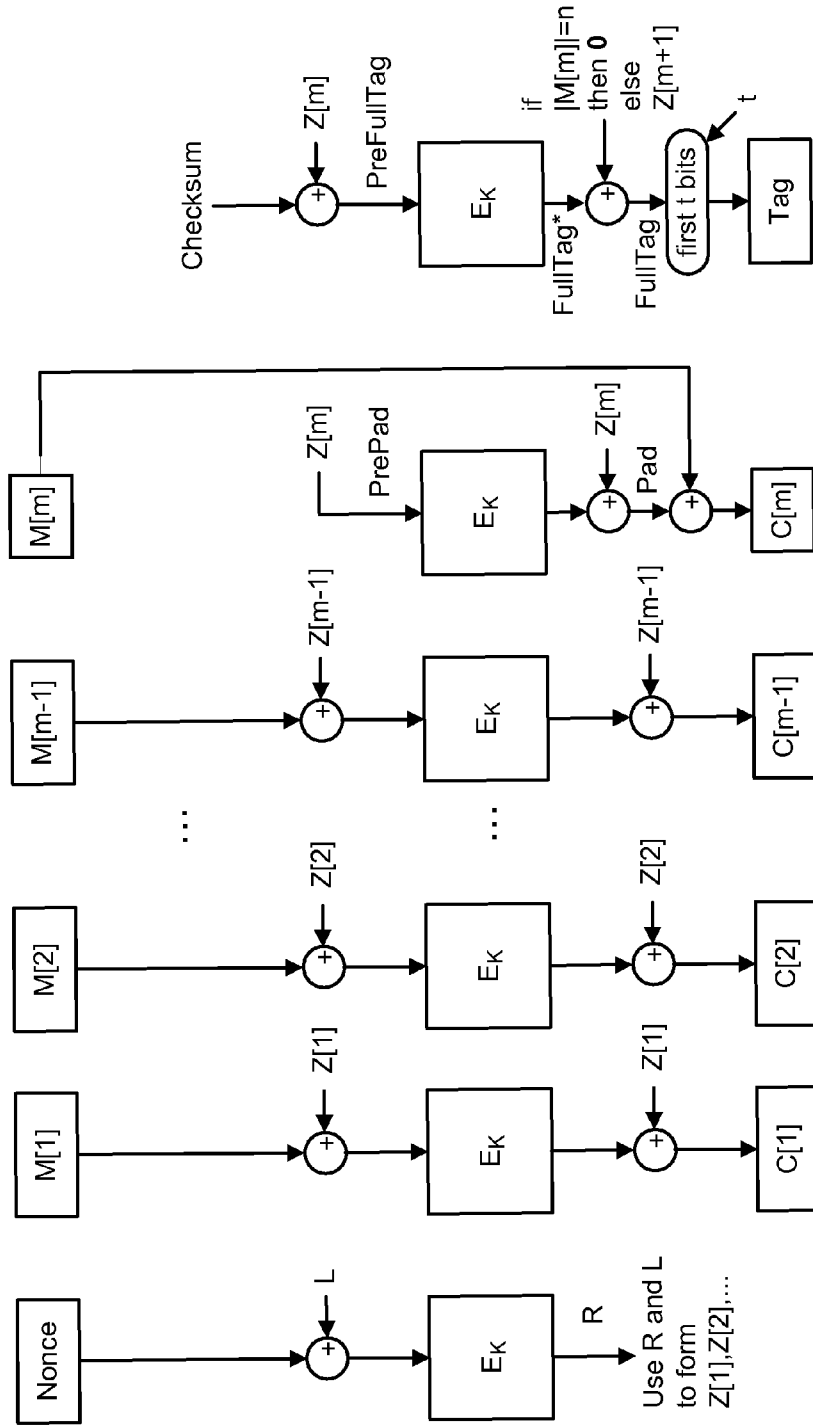 Nonce
L
E_K
R
Use R and L
to form
Z[1],Z[2],...
M[1]
Z[1]
E_K
Z[1]
C[1]
M[2]
Z[2]
E_K
Z[2]
C[2]
...
...
M[m-1]
Z[m-1]
E_K
Z[m-1]
C[m-1]
M[m]
Z[m]
PrePad
E_K
Z[m]
Pad
C[m]
Checksum
Z[m]
PreFullTag
E_K
FullTag*
if
|M[m]|=n
then 0
else
Z[m+1]
FullTag
first t bits
t
Tag